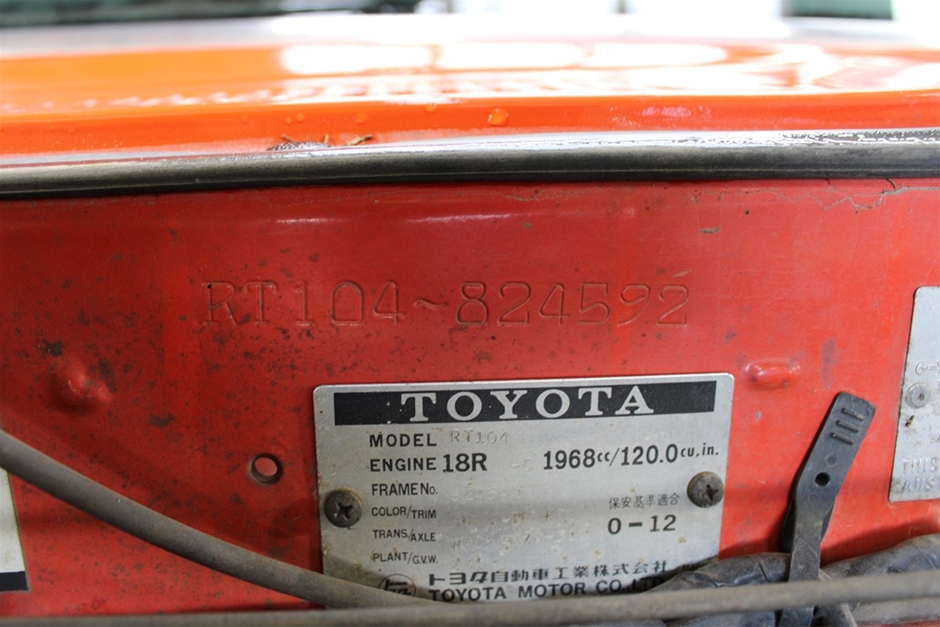 RT104~824592
TOYOTA
MODEL RT104
ENGINE 18R -C 1968cc/120.0cu.in.
FRAME No.
COLOR/TRIM
保安基準適合
TRANS/AXLE
O-12
PLANT/G.V.W.
トヨタ自動車工業株式会社
TOYOTA MOTOR CO.,LTD.
THIS